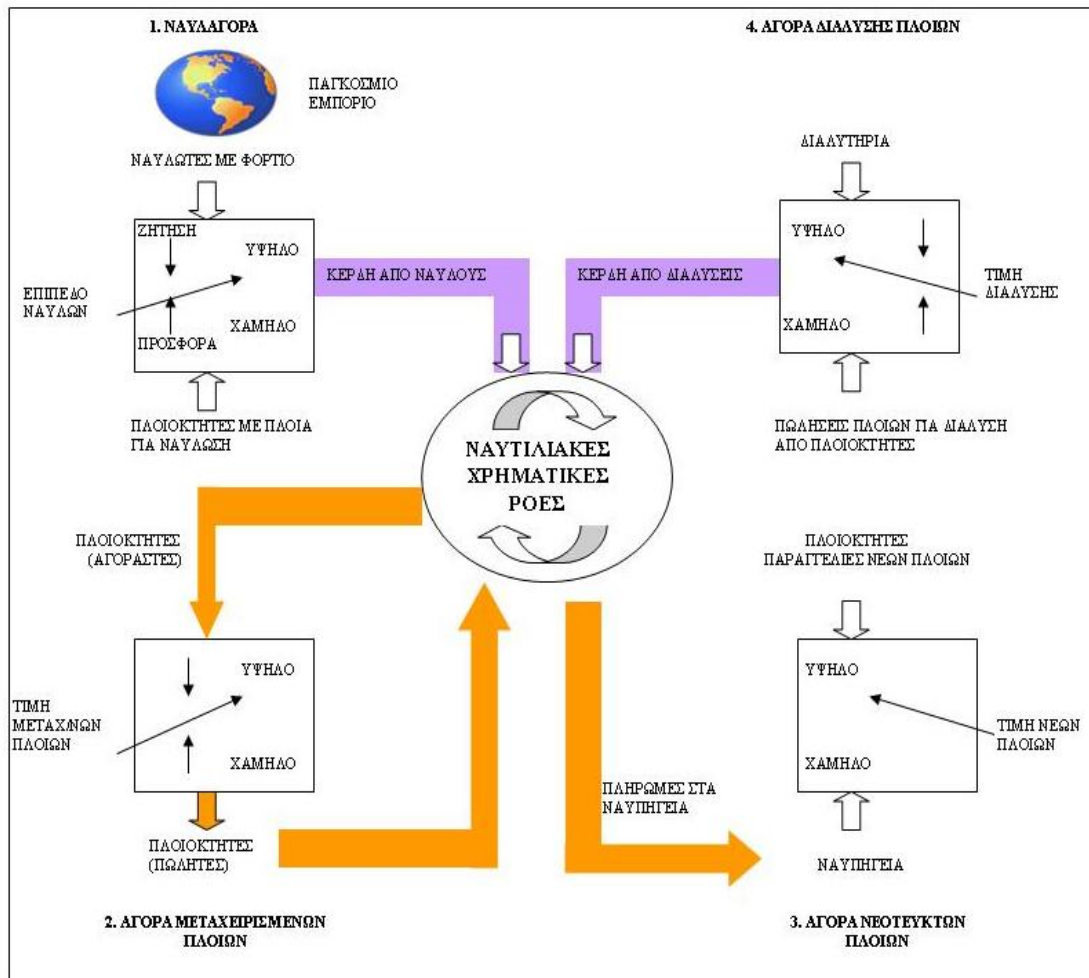 1. ΝΑΥΛΑΓΟΡΑ
ΠΑΓΚΟΣΜΙΟ
ΕΜΠΟΡΙΟ
ΝΑΥΛΩΤΕΣ ΜΕ ΦΟΡΤΙΟ
ΖΗΤΗΣΗ
ΥΨΗΛΟ
ΕΠΙΠΕΔΟ
ΝΑΥΛΩΝ
ΧΑΜΗΛΟ
ΠΡΟΣΦΟΡΑ
ΠΛΟΙΟΚΤΗΤΕΣ ΜΕ ΠΛΟΙΑ
ΓΙΑ ΝΑΥΛΩΣΗ
ΚΕΡΔΗ ΑΠΟ ΝΑΥΛΟΥΣ
4. ΑΓΟΡΑ ΔΙΑΛΥΣΗΣ ΠΛΟΙΩΝ
ΔΙΑΛΥΤΗΡΙΑ
ΥΨΗΛΟ
ΚΕΡΔΗ ΑΠΟ ΔΙΑΛΥΣΕΙΣ
ΤΙΜΗ
ΔΙΑΛΥΣΗΣ
ΧΑΜΗΛΟ
ΠΩΛΗΣΕΙΣ ΠΛΟΙΩΝ ΓΙΑ ΔΙΑΛΥΣΗ
ΑΠΟ ΠΛΟΙΟΚΤΗΤΕΣ
ΝΑΥΤΙΛΙΑΚΕΣ
ΧΡΗΜΑΤΙΚΕΣ
ΡΟΕΣ
ΠΛΟΙΟΚΤΗΤΕΣ
(ΑΓΟΡΑΣΤΕΣ)
ΥΨΗΛΟ
ΤΙΜΗ
ΜΕΤΑΧ/ΝΩΝ
ΠΛΟΙΩΝ
ΧΑΜΗΛΟ
ΠΛΟΙΟΚΤΗΤΕΣ
(ΠΩΛΗΤΕΣ)
2. ΑΓΟΡΑ ΜΕΤΑΧΕΙΡΙΣΜΕΝΩΝ
ΠΛΟΙΩΝ
ΠΛΟΙΟΚΤΗΤΕΣ
ΠΑΡΑΓΓΕΛΙΕΣ ΝΕΩΝ ΠΛΟΙΩΝ
ΥΨΗΛΟ
ΤΙΜΗ ΝΕΩΝ
ΠΛΟΙΩΝ
ΧΑΜΗΛΟ
ΠΛΗΡΩΜΕΣ ΣΤΑ
ΝΑΥΠΗΓΕΙΑ
ΝΑΥΠΗΓΕΙΑ
3. ΑΓΟΡΑ ΝΕΟΤΕΥΚΤΩΝ
ΠΛΟΙΩΝ